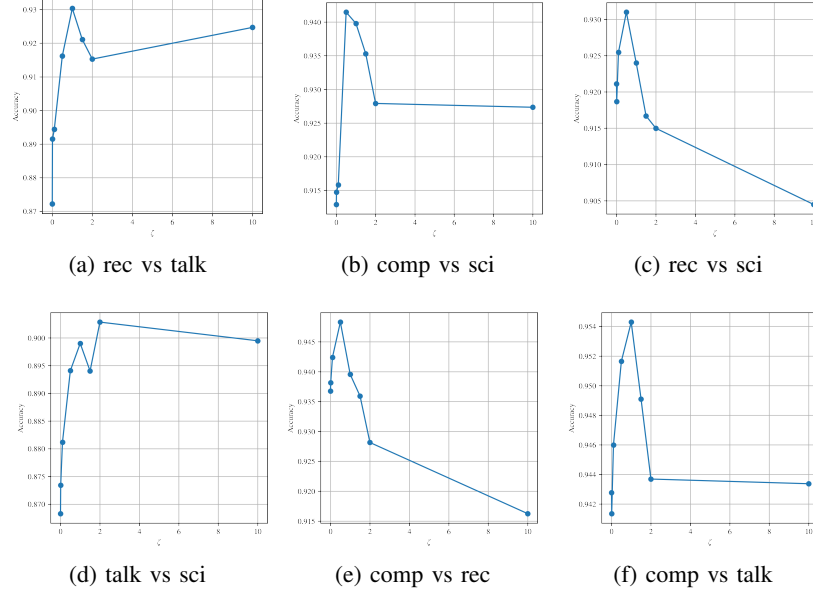 0.93
0.92
0.91
0.90
0.89
0.88
0.87
Accuracy
0 2 4 6 8 10
ζ
(a) rec vs talk
0.940
0.935
0.930
0.925
0.920
0.915
Accuracy
0 2 4 6 8 10
ζ
(b) comp vs sci
0.930
0.925
0.920
0.915
0.910
0.905
Accuracy
0 2 4 6 8 10
ζ
(c) rec vs sci
0.900
0.895
0.890
0.885
0.880
0.875
0.870
Accuracy
0 2 4 6 8 10
ζ
(d) talk vs sci
0.945
0.940
0.935
0.930
0.925
0.920
0.915
Accuracy
0 2 4 6 8 10
ζ
(e) comp vs rec
0.954
0.952
0.950
0.948
0.946
0.944
0.942
Accuracy
0 2 4 6 8 10
ζ
(f) comp vs talk